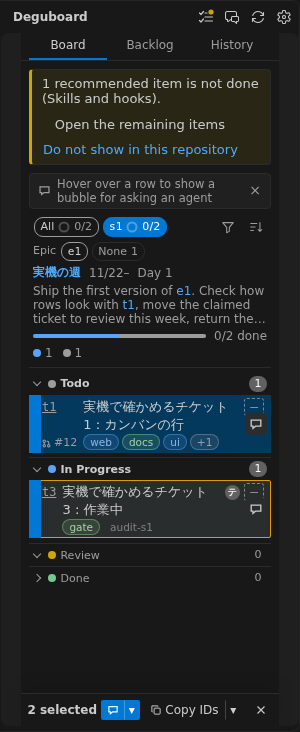 Deguboard
Board Backlog History
1 recommended item is not done
(Skills and hooks).
Open the remaining items
Do not show in this repository
Hover over a row to show a
bubble for asking an agent
All 0/2 s1 0/2
Epic e1 None 1
実機の週 11/22– Day 1
Ship the first version of e1. Check how
rows look with t1, move the claimed
ticket to review this week, return the…
0/2 done
1 1
Todo 1
t1 実機で確かめるチケット
1：カンバンの行
#12 web docs ui +1
In Progress 1
t3 実機で確かめるチケット テ
3：作業中
gate audit-s1
Review 0
Done 0
2 selected Copy IDs